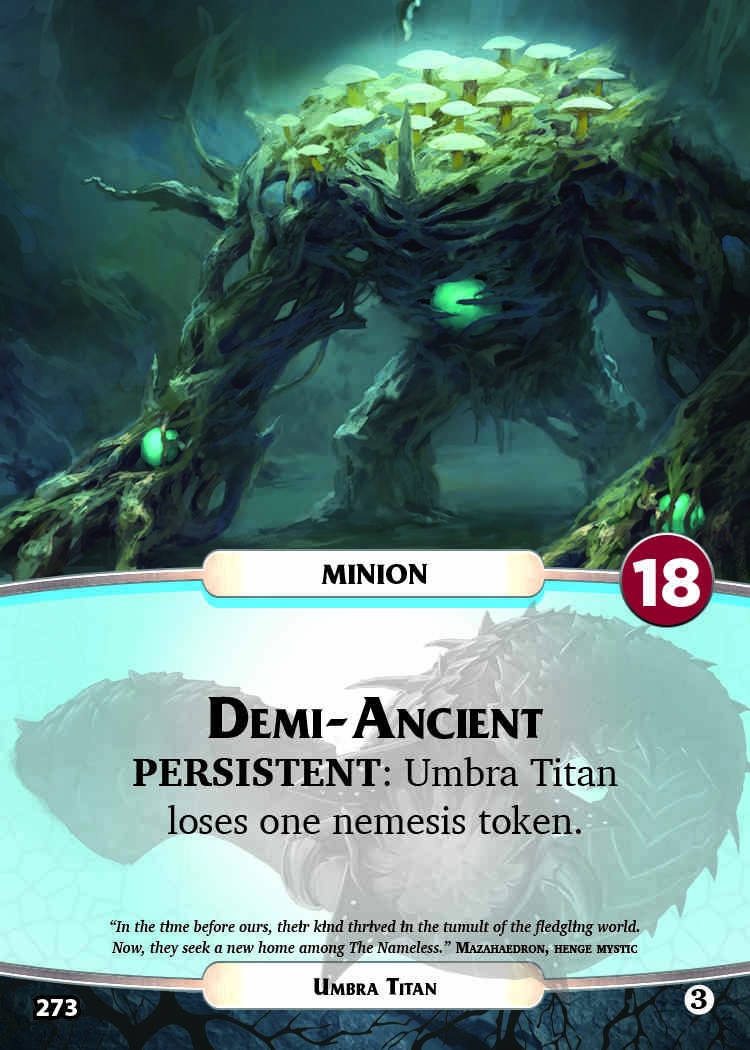 MINION
18
DEMI-ANCIENT
PERSISTENT: Umbra Titan
loses one nemesis token.
“In the time before ours, their kind thrived in the tumult of the fledgling world.
Now, they seek a new home among The Nameless.” MAZAHAEDRON, HENGE MYSTIC
UMBRA TITAN
273
3